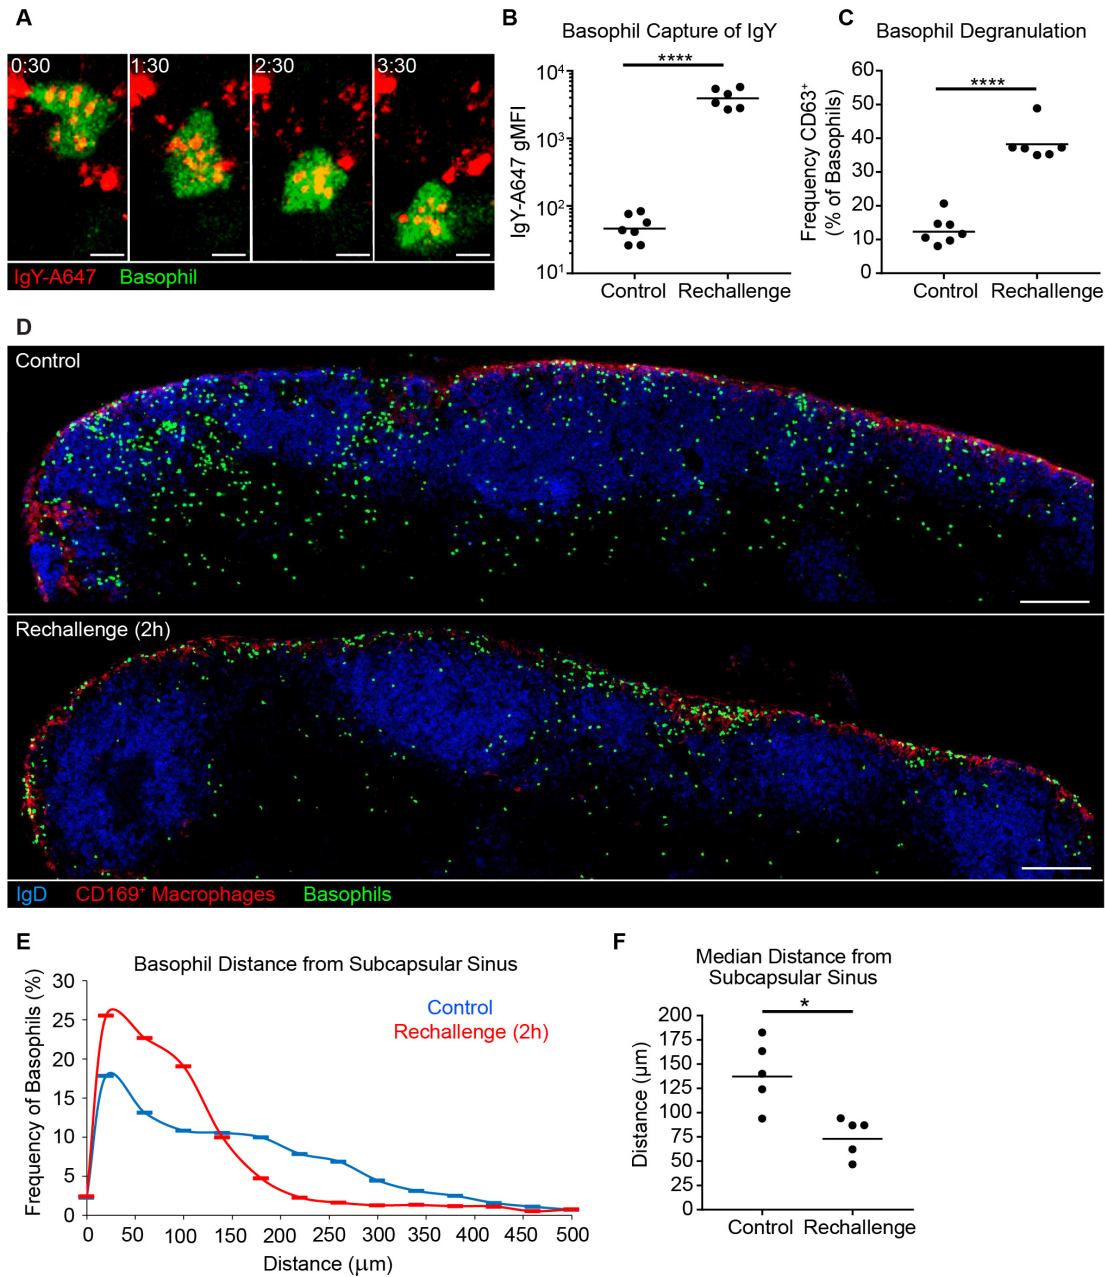 A
0:30
1:30
2:30
3:30
IgY-A647 Basophil
B
Basophil Capture of IgY
****
IgY-A647 gMFI
10⁴
10³
10²
10¹
Control Rechallenge
C
Basophil Degranulation
****
Frequency CD63⁺
(% of Basophils)
60
50
40
30
20
10
0
Control Rechallenge
D
Control
Rechallenge (2h)
IgD CD169⁺ Macrophages Basophils
E
Basophil Distance from Subcapsular Sinus
Control
Rechallenge (2h)
Frequency of Basophils (%)
30
25
20
15
10
5
0
0 50 100 150 200 250 300 350 400 450 500
Distance (μm)
F
Median Distance from
Subcapsular Sinus
*
Distance (μm)
200
175
150
125
100
75
50
25
0
Control Rechallenge